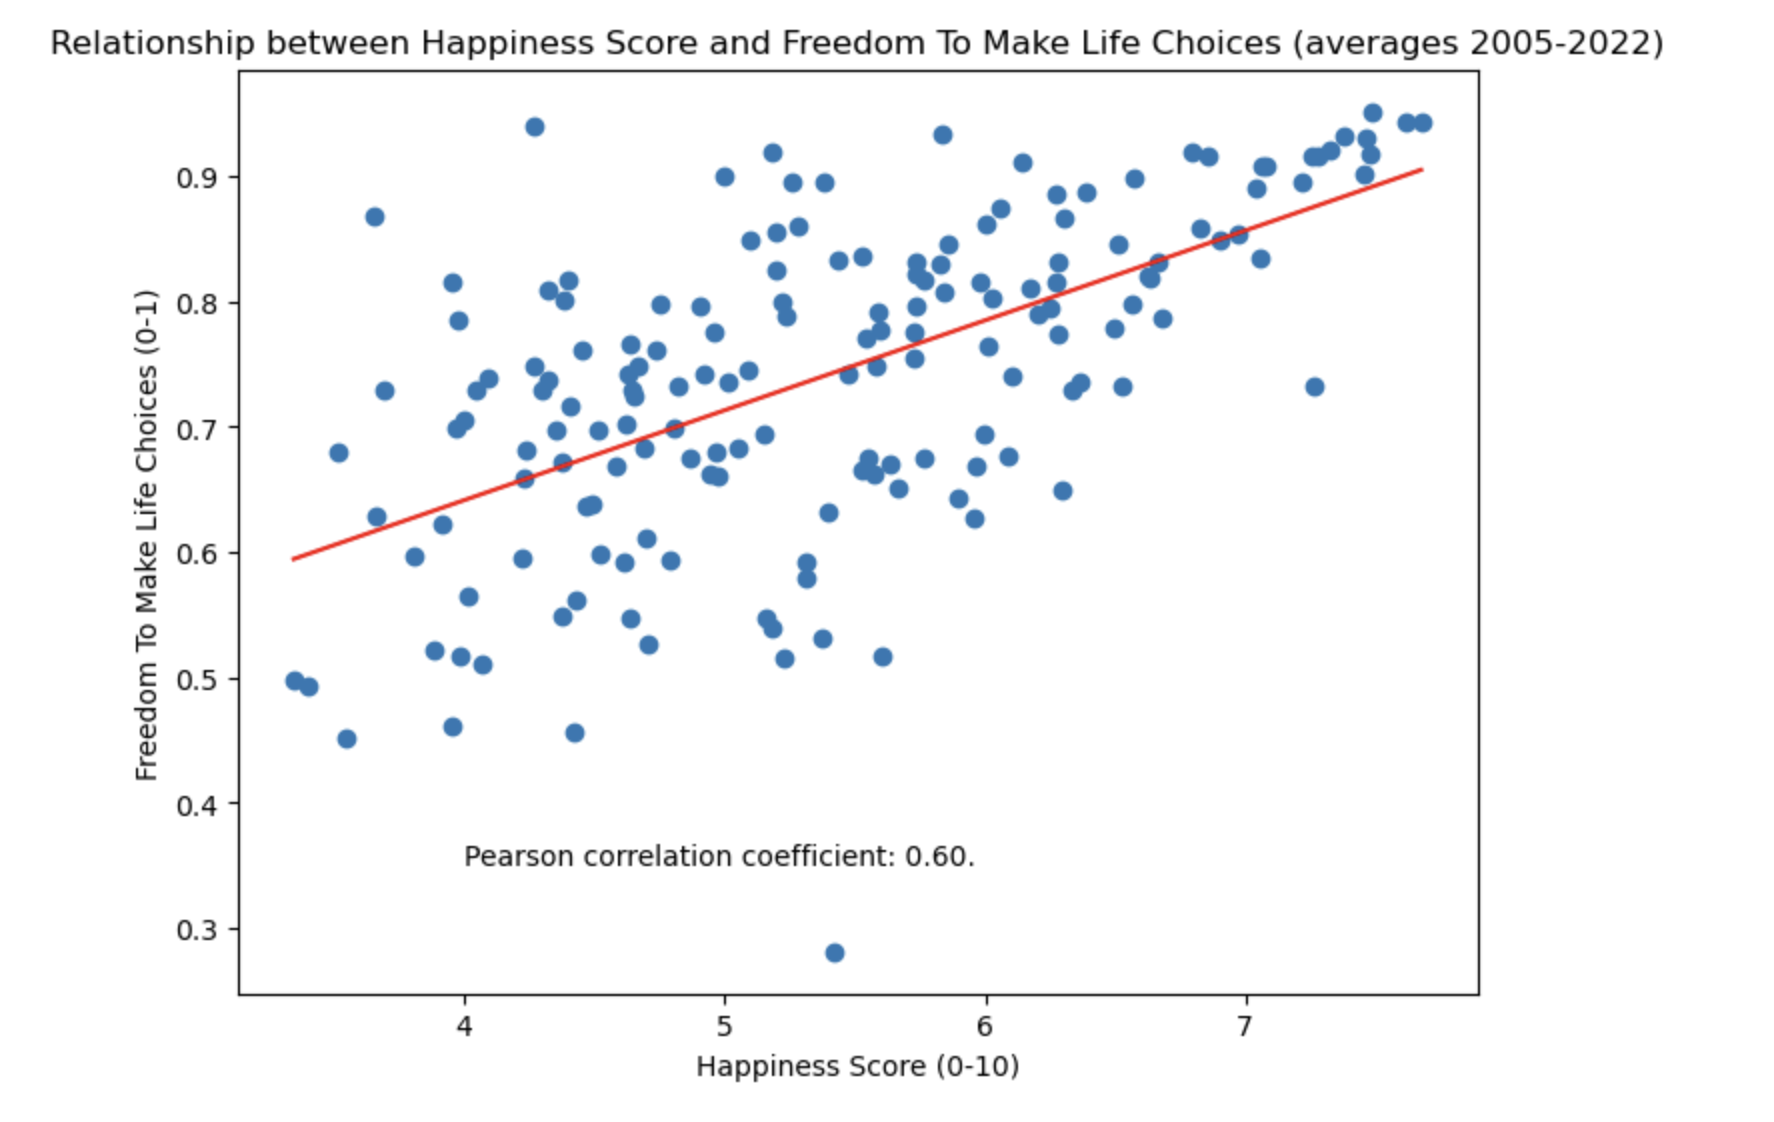 Relationship between Happiness Score and Freedom To Make Life Choices (averages 2005-2022)
Freedom To Make Life Choices (0-1)
0.9
0.8
0.7
0.6
0.5
0.4
0.3
Pearson correlation coefficient: 0.60.
4 5 6 7
Happiness Score (0-10)